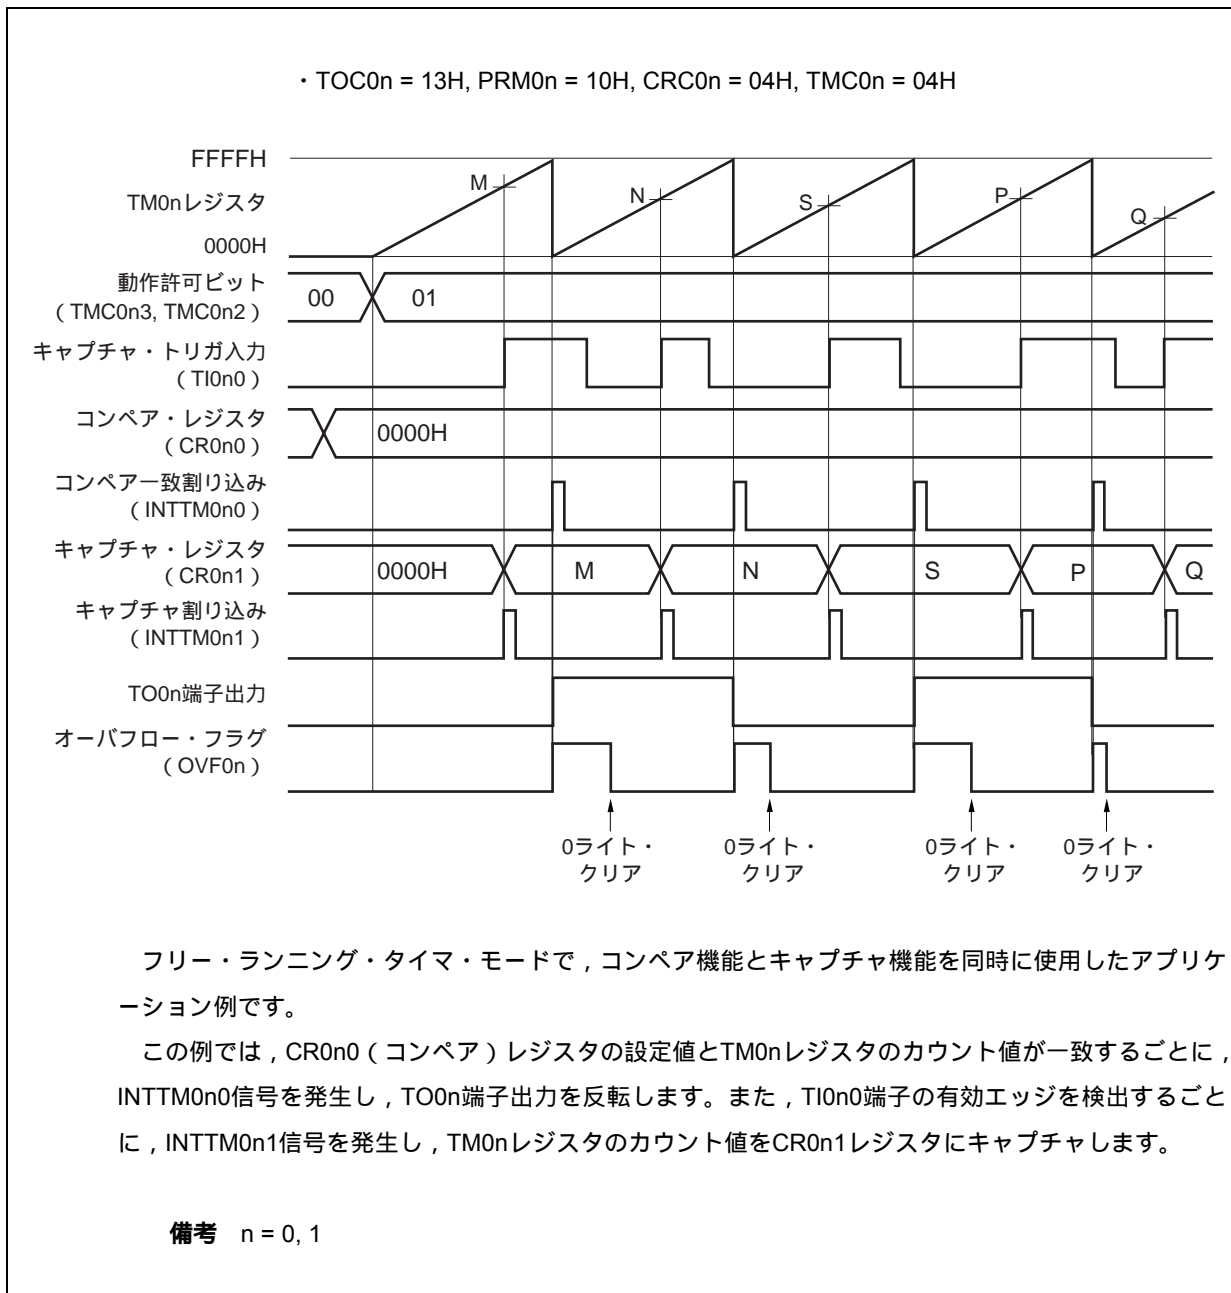 ・TOC0n = 13H, PRM0n = 10H, CRC0n = 04H, TMC0n = 04H
FFFFH
TM0nレジスタ
0000H
M
N
S
P
Q
動作許可ビット
（TMC0n3, TMC0n2）
00
01
キャプチャ・トリガ入力
（TI0n0）
コンペア・レジスタ
（CR0n0）
0000H
コンペア一致割り込み
（INTTM0n0）
キャプチャ・レジスタ
（CR0n1）
0000H
M
N
S
P
Q
キャプチャ割り込み
（INTTM0n1）
TO0n端子出力
オーバフロー・フラグ
（OVF0n）
0ライト・
クリア
0ライト・
クリア
0ライト・
クリア
0ライト・
クリア
フリー・ランニング・タイマ・モードで，コンペア機能とキャプチャ機能を同時に使用したアプリケ
ーション例です。
この例では，CR0n0（コンペア）レジスタの設定値とTM0nレジスタのカウント値が一致するごとに，
INTTM0n0信号を発生し，TO0n端子出力を反転します。また，TI0n0端子の有効エッジを検出するごと
に，INTTM0n1信号を発生し，TM0nレジスタのカウント値をCR0n1レジスタにキャプチャします。
備考　n = 0, 1